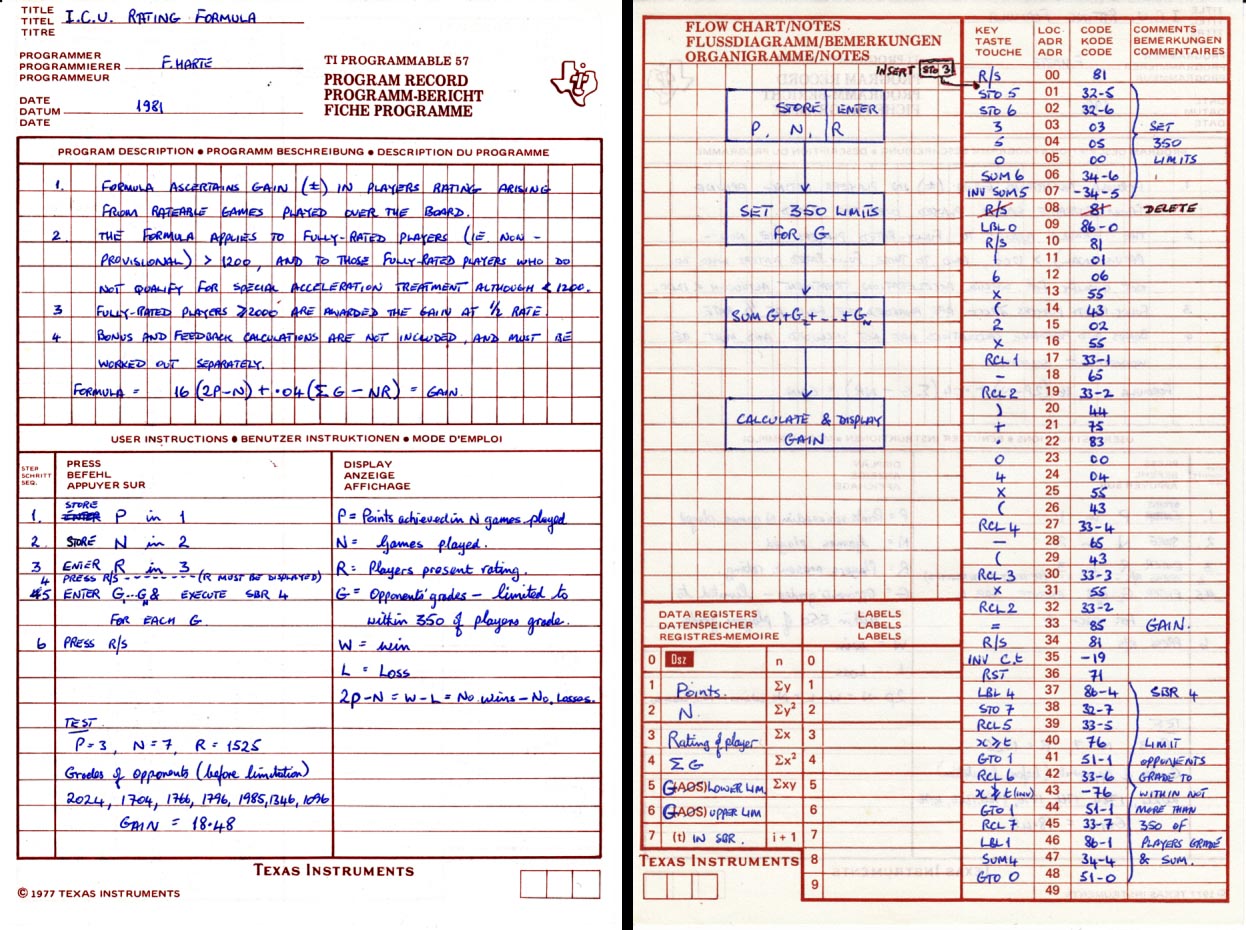 TITLE
TITEL I.C.U. RATING FORMULA
TITRE
PROGRAMMER
PROGRAMMIERER F. HARTE
PROGRAMMEUR
DATE
DATUM 1981
DATE
TI PROGRAMMABLE 57
PROGRAM RECORD
PROGRAMM-BERICHT
FICHE PROGRAMME
PROGRAM DESCRIPTION ● PROGRAMM BESCHREIBUNG ● DESCRIPTION DU PROGRAMME
1. FORMULA ASCERTAINS GAIN (±) IN PLAYERS RATING ARISING
FROM RATEABLE GAMES PLAYED OVER THE BOARD.
2 THE FORMULA APPLIES TO FULLY-RATED PLAYERS (IE NON-
PROVISIONAL) > 1200, AND TO THOSE FULLY-RATED PLAYERS WHO DO
NOT QUALIFY FOR SPECIAL ACCELERATION TREATMENT ALTHOUGH < 1200.
3 FULLY-RATED PLAYERS ⩾2000 ARE AWARDED THE GAIN AT ½ RATE.
4 BONUS AND FEEDBACK CALCULATIONS ARE NOT INCLUDED, AND MUST BE
WORKED OUT SEPARATELY.
FORMULA = 16 (2P-N) + .04 (ΣG - NR) = GAIN
USER INSTRUCTIONS ● BENUTZER INSTRUKTIONEN ● MODE D'EMPLOI
STEP
SCHRITT
SEQ.
PRESS
BEFEHL
APPUYER SUR
DISPLAY
ANZEIGE
AFFICHAGE
STORE
1. ENTER P in 1
2. STORE N in 2
3 ENTER R in 3
4 PRESS R/S - - - - - - - (R MUST BE DISPLAYED)
5 ENTER G1...GN & EXECUTE SBR 4
FOR EACH G
6 PRESS R/S
P = Points achieved in N games played
N = Games played.
R = Players present rating.
G = Opponents' grades - limited to
within 350 of players grade.
W = win
L = Loss
2P-N = W-L = No. wins - No. Losses.
TEST
P=3, N=7, R=1525
Grades of opponents (before limitation)
2024, 1704, 1766, 1796, 1985, 1346, 1096
GAIN = 18.48
TEXAS INSTRUMENTS
© 1977 TEXAS INSTRUMENTS
FLOW CHART/NOTES
FLUSSDIAGRAMM/BEMERKUNGEN
ORGANIGRAMME/NOTES
INSERT STO 3
STORE ENTER
P, N, R
SET 350 LIMITS
FOR G
SUM G1+G2+ - - +GN
CALCULATE & DISPLAY
GAIN
DATA REGISTERS
DATENSPEICHER
REGISTRES-MEMOIRE
LABELS
LABELS
LABELS
0 Dsz n 0
1 Points. Σy 1
2 N. Σy² 2
3 Rating of player Σx 3
4 ΣG Σx² 4
5 G(AOS) LOWER LIM Σxy 5
6 G(AOS) UPPER LIM 6
7 (t) IN SBR. i + 1 7
8
9
TEXAS INSTRUMENTS
KEY LOC CODE COMMENTS
TASTE ADR KODE BEMERKUNGEN
TOUCHE ADR CODE COMMENTAIRES
R/S 00 81
STO 5 01 32-5
STO 6 02 32-6
3 03 03 SET
5 04 05 350
0 05 00 LIMITS
SUM 6 06 34-6
INV SUM 5 07 -34-5
R/S 08 81 DELETE
LBL 0 09 86-0
R/S 10 81
1 11 01
6 12 06
X 13 55
( 14 43
2 15 02
X 16 55
RCL 1 17 33-1
- 18 65
RCL 2 19 33-2
) 20 44
+ 21 75
. 22 83
0 23 00
4 24 04
X 25 55
( 26 43
RCL 4 27 33-4
- 28 65
( 29 43
RCL 3 30 33-3
X 31 55
RCL 2 32 33-2
= 33 85 GAIN.
R/S 34 81
INV C.t 35 -19
RST 36 71
LBL 4 37 86-4 SBR 4
STO 7 38 32-7
RCL 5 39 33-5
x⩾t 40 76 LIMIT
GTO 1 41 51-1 OPPONENTS
RCL 6 42 33-6 GRADE TO
x⩾t (INV) 43 -76 WITHIN NOT
GTO 1 44 51-1 MORE THAN
RCL 7 45 33-7 350 OF
LBL 1 46 86-1 PLAYERS GRADE
SUM 4 47 34-4 & SUM.
GTO 0 48 51-0
49